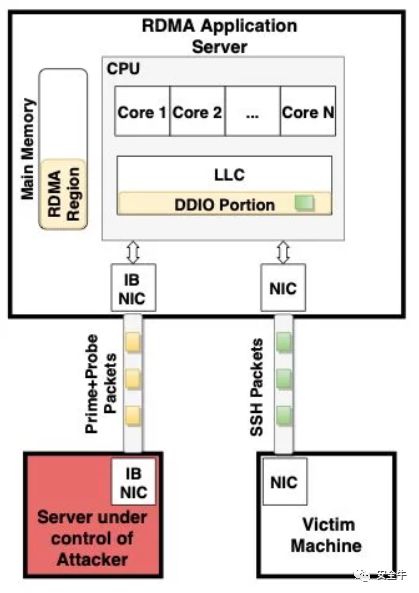 RDMA Application
Server
CPU
Core 1
Core 2
...
Core N
LLC
DDIO Portion
Main Memory
RDMA
Region
IB
NIC
NIC
Prime+Probe
Packets
SSH Packets
IB
NIC
Server under
control of
Attacker
NIC
Victim
Machine
安全牛